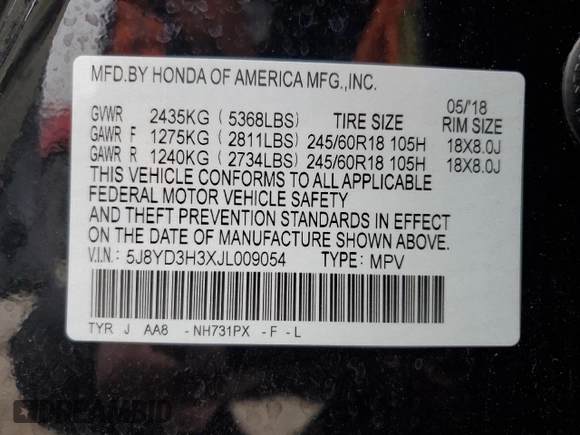 MFD.BY HONDA OF AMERICA MFG.,INC.
05/'18
GVWR 2435KG ( 5368LBS) TIRE SIZE RIM SIZE
GAWR F 1275KG ( 2811LBS) 245/60R18 105H 18X8.0J
GAWR R 1240KG ( 2734LBS) 245/60R18 105H 18X8.0J
THIS VEHICLE CONFORMS TO ALL APPLICABLE
FEDERAL MOTOR VEHICLE SAFETY
AND THEFT PREVENTION STANDARDS IN EFFECT
ON THE DATE OF MANUFACTURE SHOWN ABOVE.
V.I.N.: 5J8YD3H3XJL009054 TYPE: MPV
TYR J AA8 - NH731PX - F - L
DREAMBID